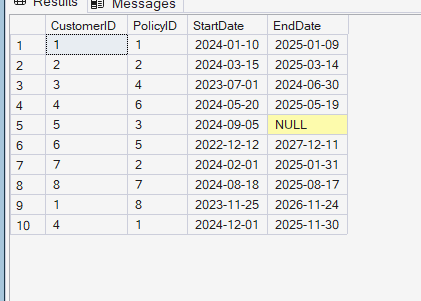 Results Messages
CustomerID PolicyID StartDate EndDate
1 1 1 2024-01-10 2025-01-09
2 2 2 2024-03-15 2025-03-14
3 3 4 2023-07-01 2024-06-30
4 4 6 2024-05-20 2025-05-19
5 5 3 2024-09-05 NULL
6 6 5 2022-12-12 2027-12-11
7 7 2 2024-02-01 2025-01-31
8 8 7 2024-08-18 2025-08-17
9 1 8 2023-11-25 2026-11-24
10 4 1 2024-12-01 2025-11-30